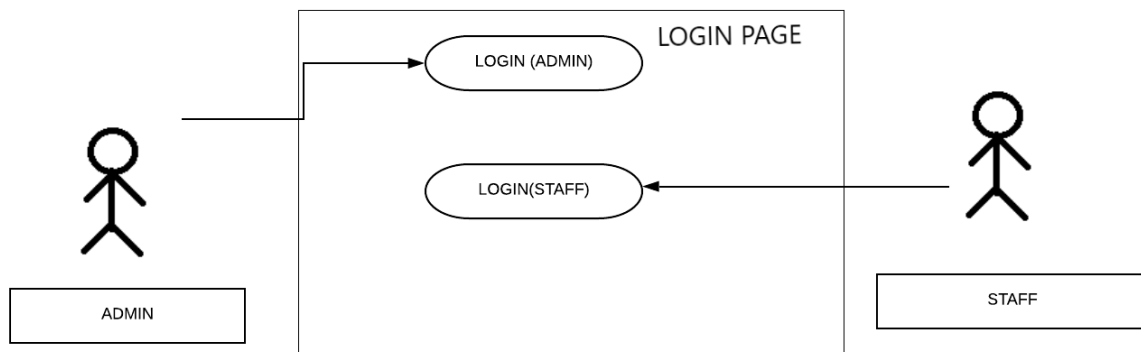 LOGIN PAGE
LOGIN (ADMIN)
LOGIN(STAFF)
ADMIN
STAFF